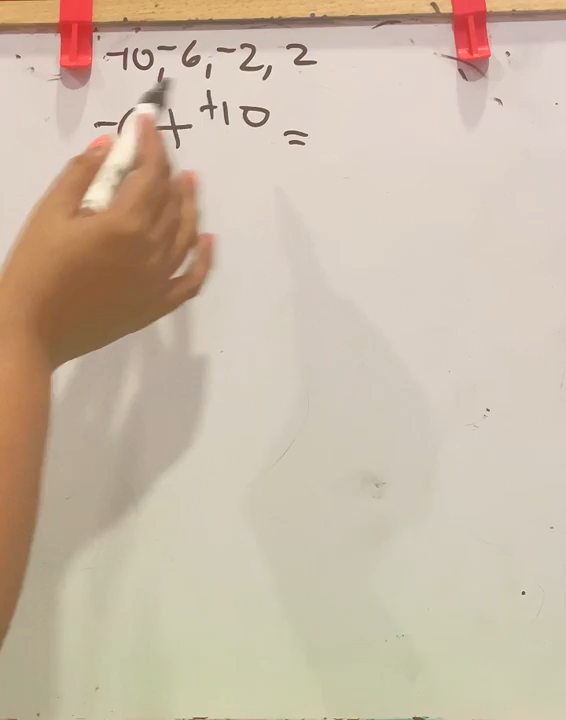 -10, -6, -2, 2
+ +10 =